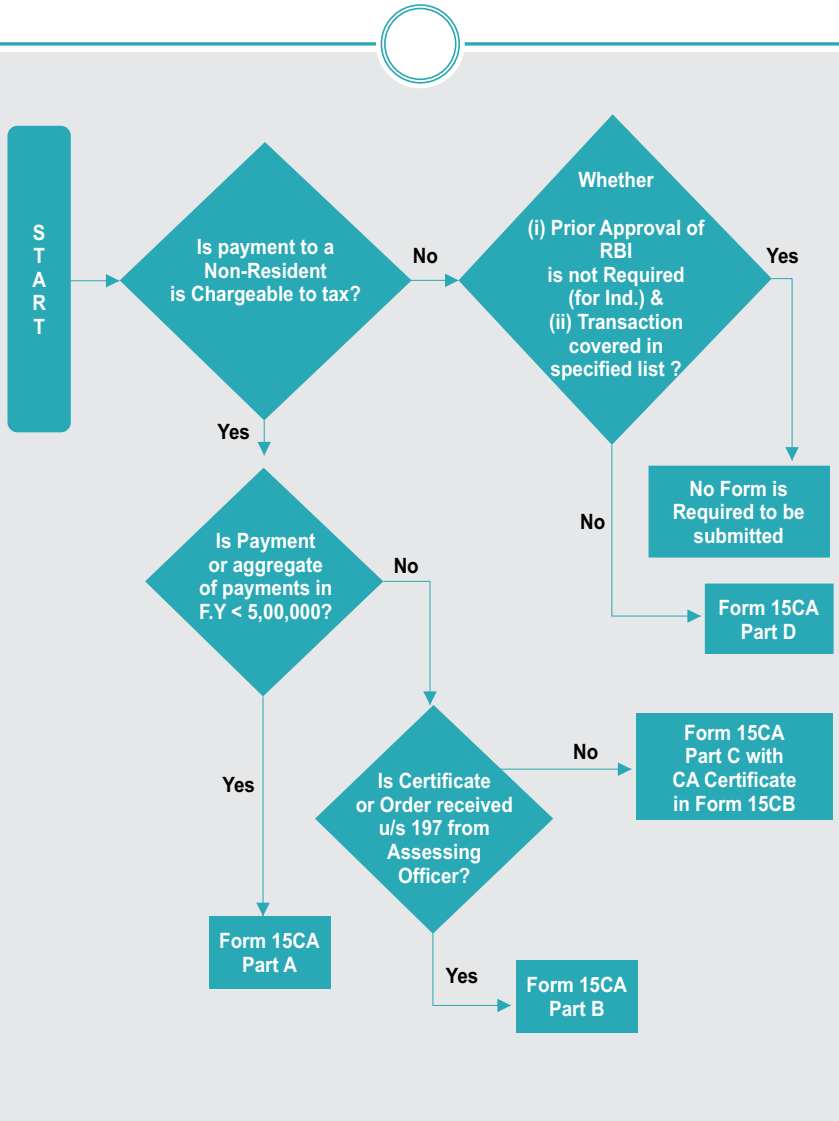 S
T
A
R
T
Is payment to a
Non-Resident
is Chargeable to tax?
No
Whether
(i) Prior Approval of
RBI
is not Required
(for Ind.) &
(ii) Transaction
covered in
specified list ?
Yes
No Form is
Required to be
submitted
No
Form 15CA
Part D
Yes
Is Payment
or aggregate
of payments in
F.Y < 5,00,000?
No
Is Certificate
or Order received
u/s 197 from
Assessing
Officer?
No
Form 15CA
Part C with
CA Certificate
in Form 15CB
Yes
Form 15CA
Part A
Yes
Form 15CA
Part B